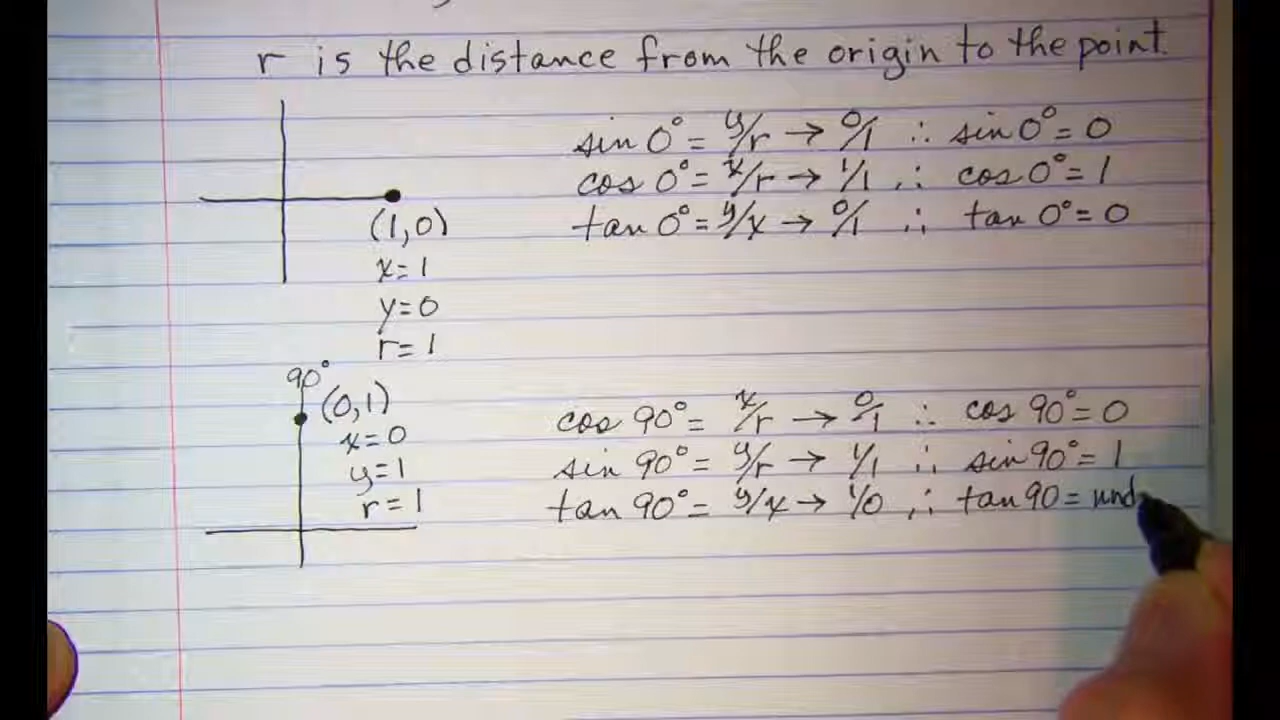 r is the distance from the origin to the point
sin 0° = y/r → 0/1 ∴ sin 0° = 0
cos 0° = x/r → 1/1 ∴ cos 0° = 1
tan 0° = y/x → 0/1 ∴ tan 0° = 0
(1,0)
x=1
y=0
r=1
90°
(0,1)
x=0
y=1
r=1
cos 90° = x/r → 0/1 ∴ cos 90° = 0
sin 90° = y/r → 1/1 ∴ sin 90° = 1
tan 90° = y/x → 1/0 ∴ tan 90 = und